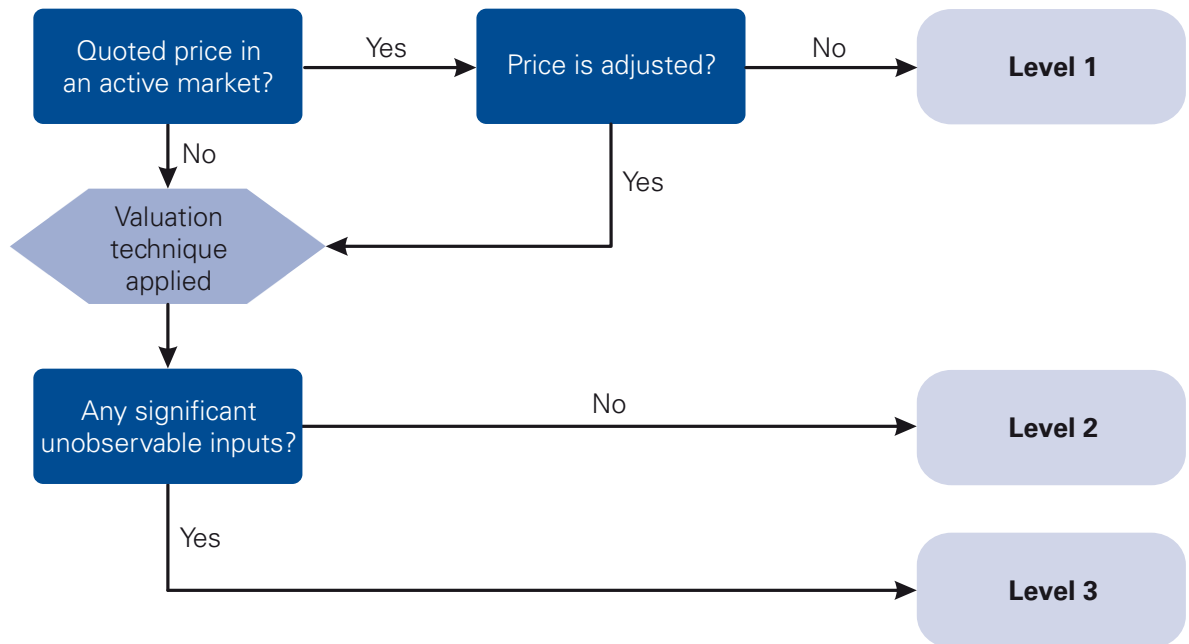 Quoted price in
an active market?
Yes
Price is adjusted?
No
Level 1
No
Yes
Valuation
technique
applied
Any significant
unobservable inputs?
No
Level 2
Yes
Level 3